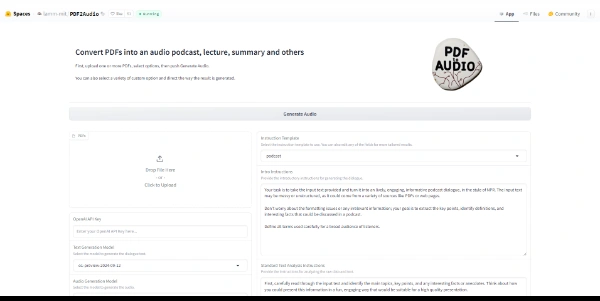 Spaces
PDF2Audio
Running
App
Files
Community
Convert PDFs into an audio podcast, lecture, summary and others
First, upload one or more PDFs, select options, then push Generate Audio.
You can also select a variety of custom option and direct the way the result is generated.
PDF
to
AUDIO
Generate Audio
Drop File Here
- or -
Click to Upload
OpenAI API Key
Enter your OpenAI API Key here...
Text Generation Model
Select the model to generate the dialogue text.
o1-preview-2024-09-12
Audio Generation Model
Select the model to generate the audio.
Instruction Template
Select the instruction template to use. You can also edit any of the fields for more tailored results.
podcast
Intro Instructions
Provide the introductory instructions for generating the dialogue.
Your task is to take the input text provided and turn it into an lively, engaging, informative podcast dialogue, in the style of NPR. The input text
may be messy or unstructured, as it could come from a variety of sources like PDFs or web pages.
Don't worry about the formatting issues or any irrelevant information; your goal is to extract the key points, identify definitions, and
interesting facts that could be discussed in a podcast.
Define all terms used carefully for a broad audience of listeners.
Standard Text Analysis Instructions
Provide the instructions for analyzing the raw text and context.
First, carefully read through the input text and identify the main topics, key points, and any interesting facts or anecdotes. Think about how
you could present this information in a fun, engaging way that would be suitable for a high quality presentation.